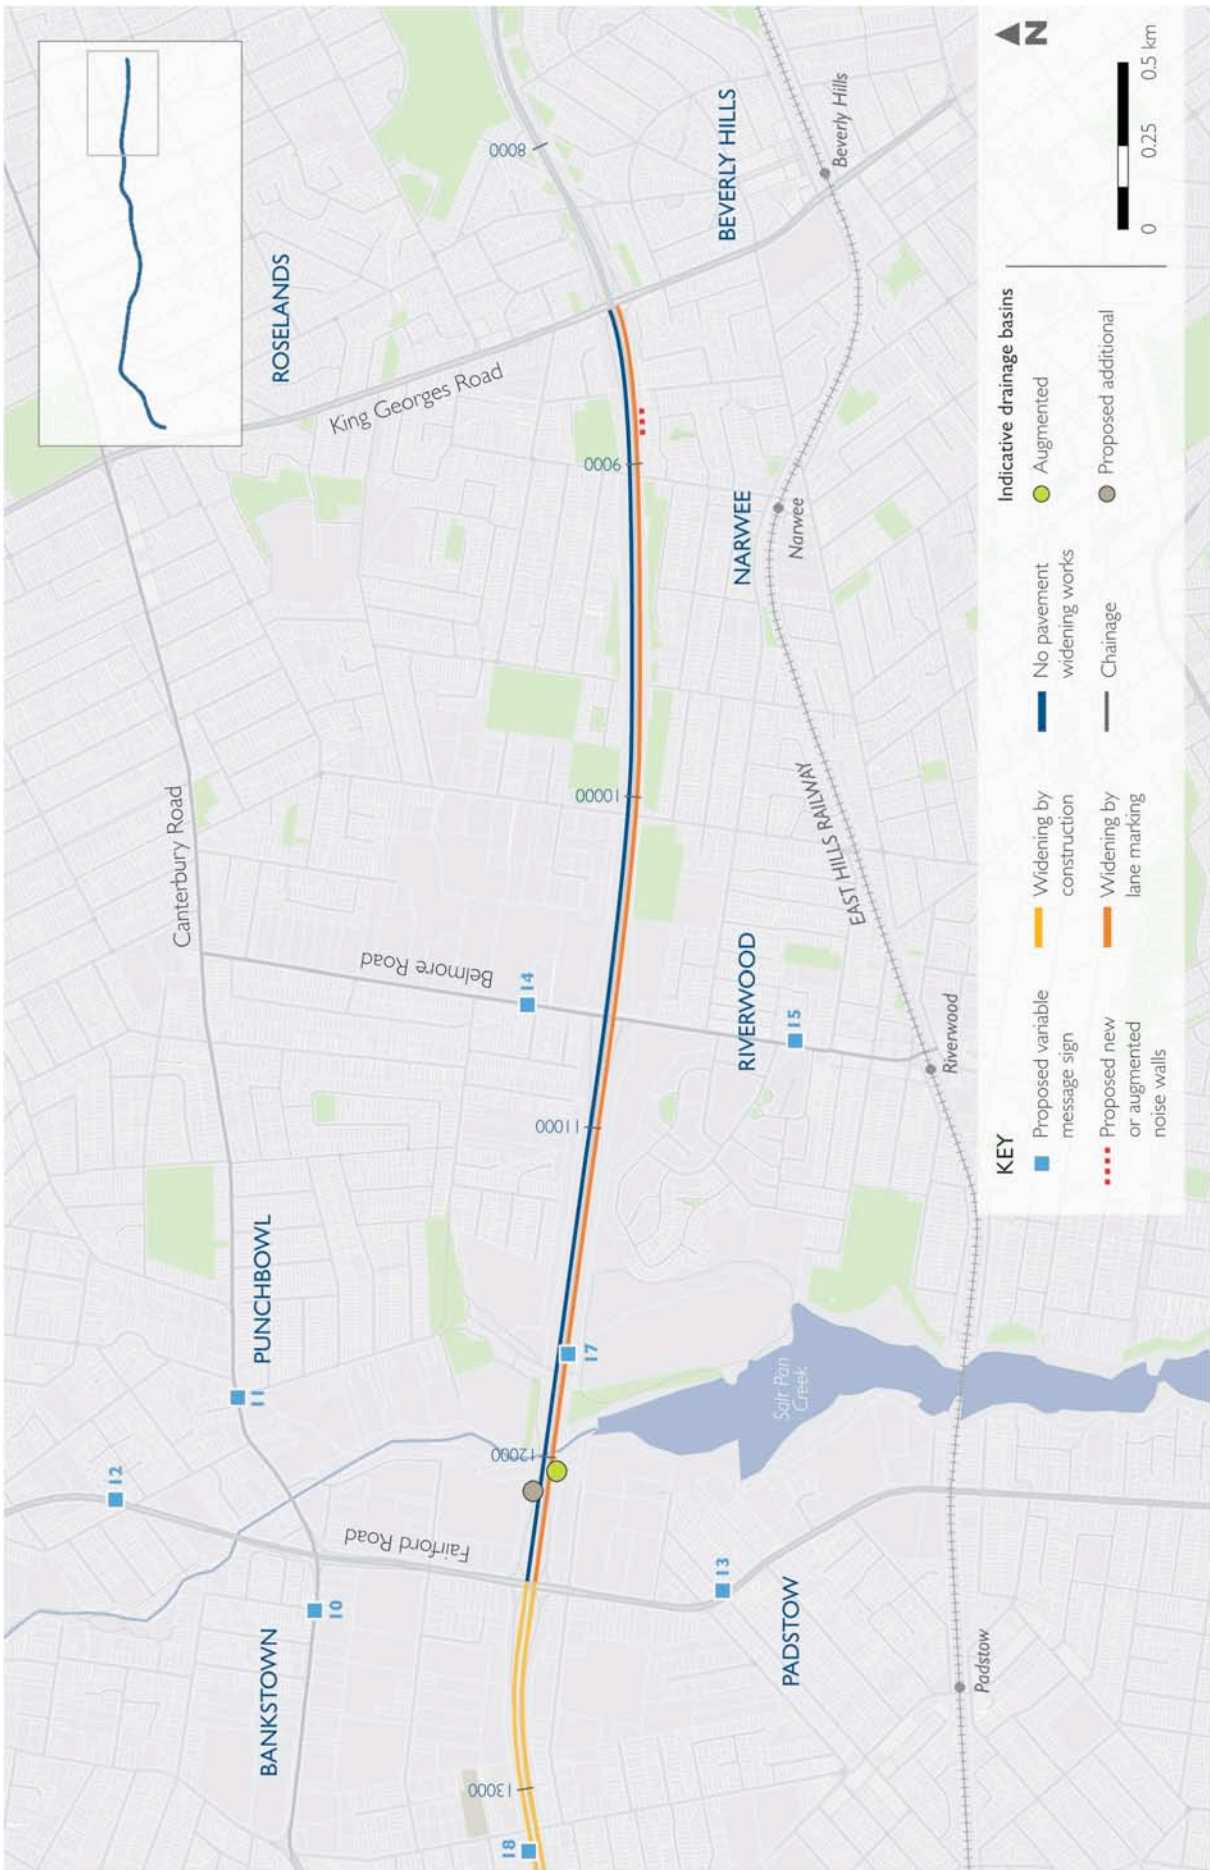 ROSELANDS
King Georges Road
Canterbury Road
PUNCHBOWL
BANKSTOWN
BEVERLY HILLS
Beverly Hills
NARWEE
Narwee
RIVERWOOD
Riverwood
EAST HILLS RAILWAY
Belmore Road
Fairford Road
Salt Pan
Creek
PADSTOW
Padstow
8000
9000
10000
11000
12000
13000
10
11
12
13
14
15
17
18
KEY
Proposed variable
message sign
Proposed new
or augmented
noise walls
Widening by
construction
Widening by
lane marking
No pavement
widening works
Chainage
Indicative drainage basins
Augmented
Proposed additional
N
0
0.25
0.5 km